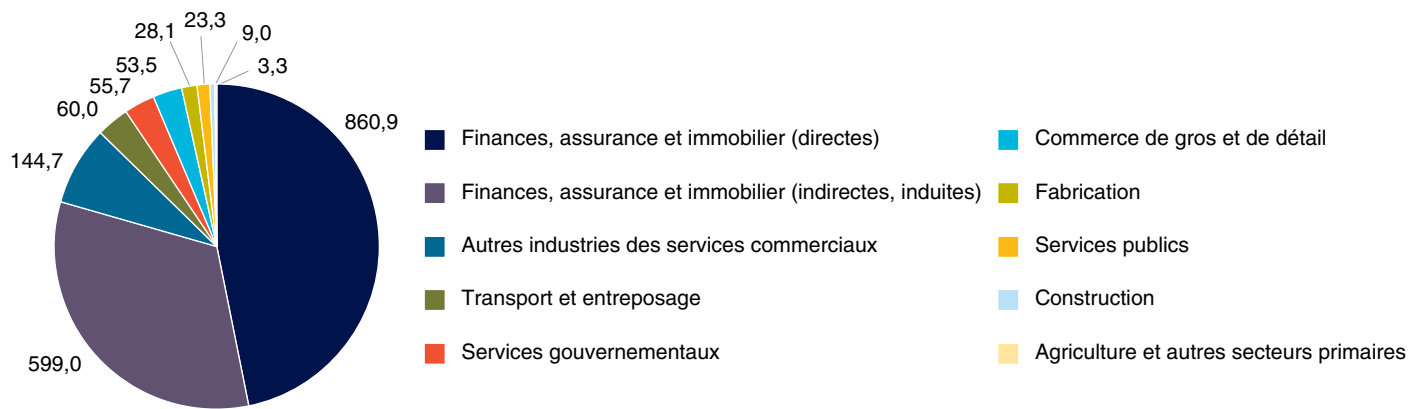 23,3
28,1
9,0
53,5
3,3
55,7
60,0
860,9
144,7
599,0
Finances, assurance et immobilier (directes)
Finances, assurance et immobilier (indirectes, induites)
Autres industries des services commerciaux
Transport et entreposage
Services gouvernementaux
Commerce de gros et de détail
Fabrication
Services publics
Construction
Agriculture et autres secteurs primaires